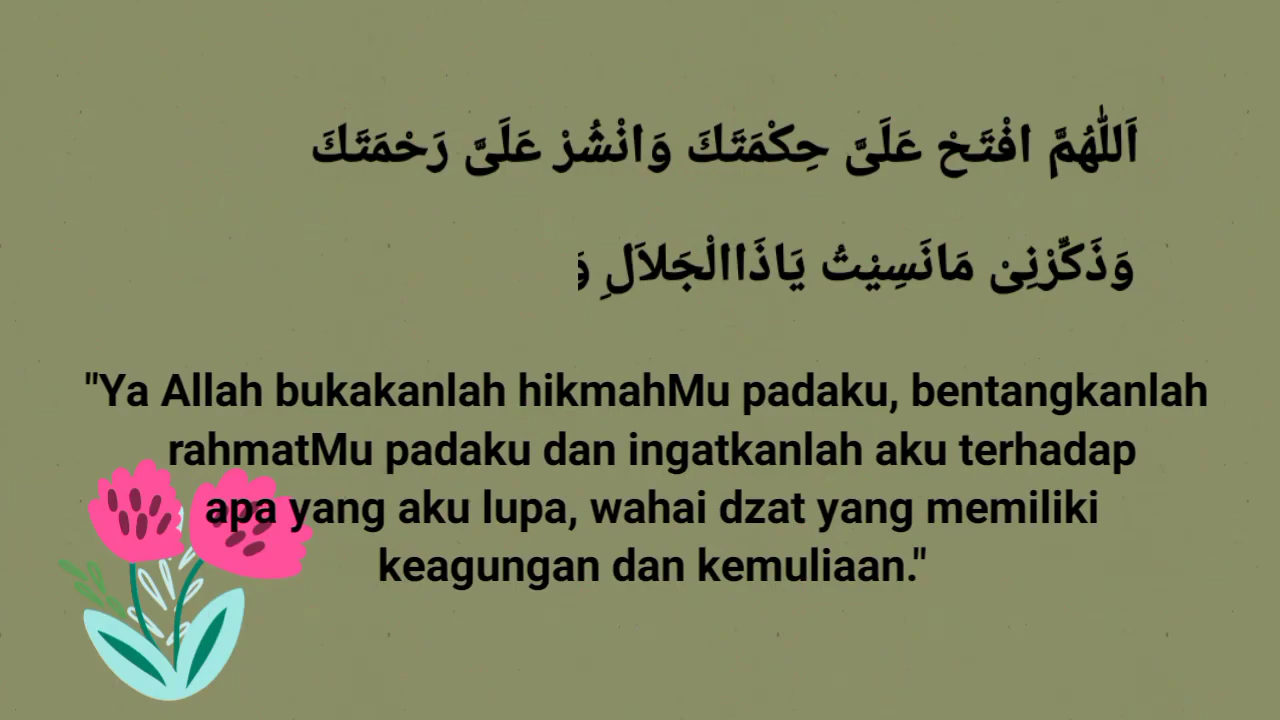 اَللّٰهُمَّ افْتَحْ عَلَىَّ حِكْمَتَكَ وَانْشُرْ عَلَىَّ رَحْمَتَكَ
وَذَكِّرْنِىْ مَانَسِيْتُ يَاذَاالْجَلاَلِ وَ
"Ya Allah bukakanlah hikmahMu padaku, bentangkanlah
rahmatMu padaku dan ingatkanlah aku terhadap
apa yang aku lupa, wahai dzat yang memiliki
keagungan dan kemuliaan."